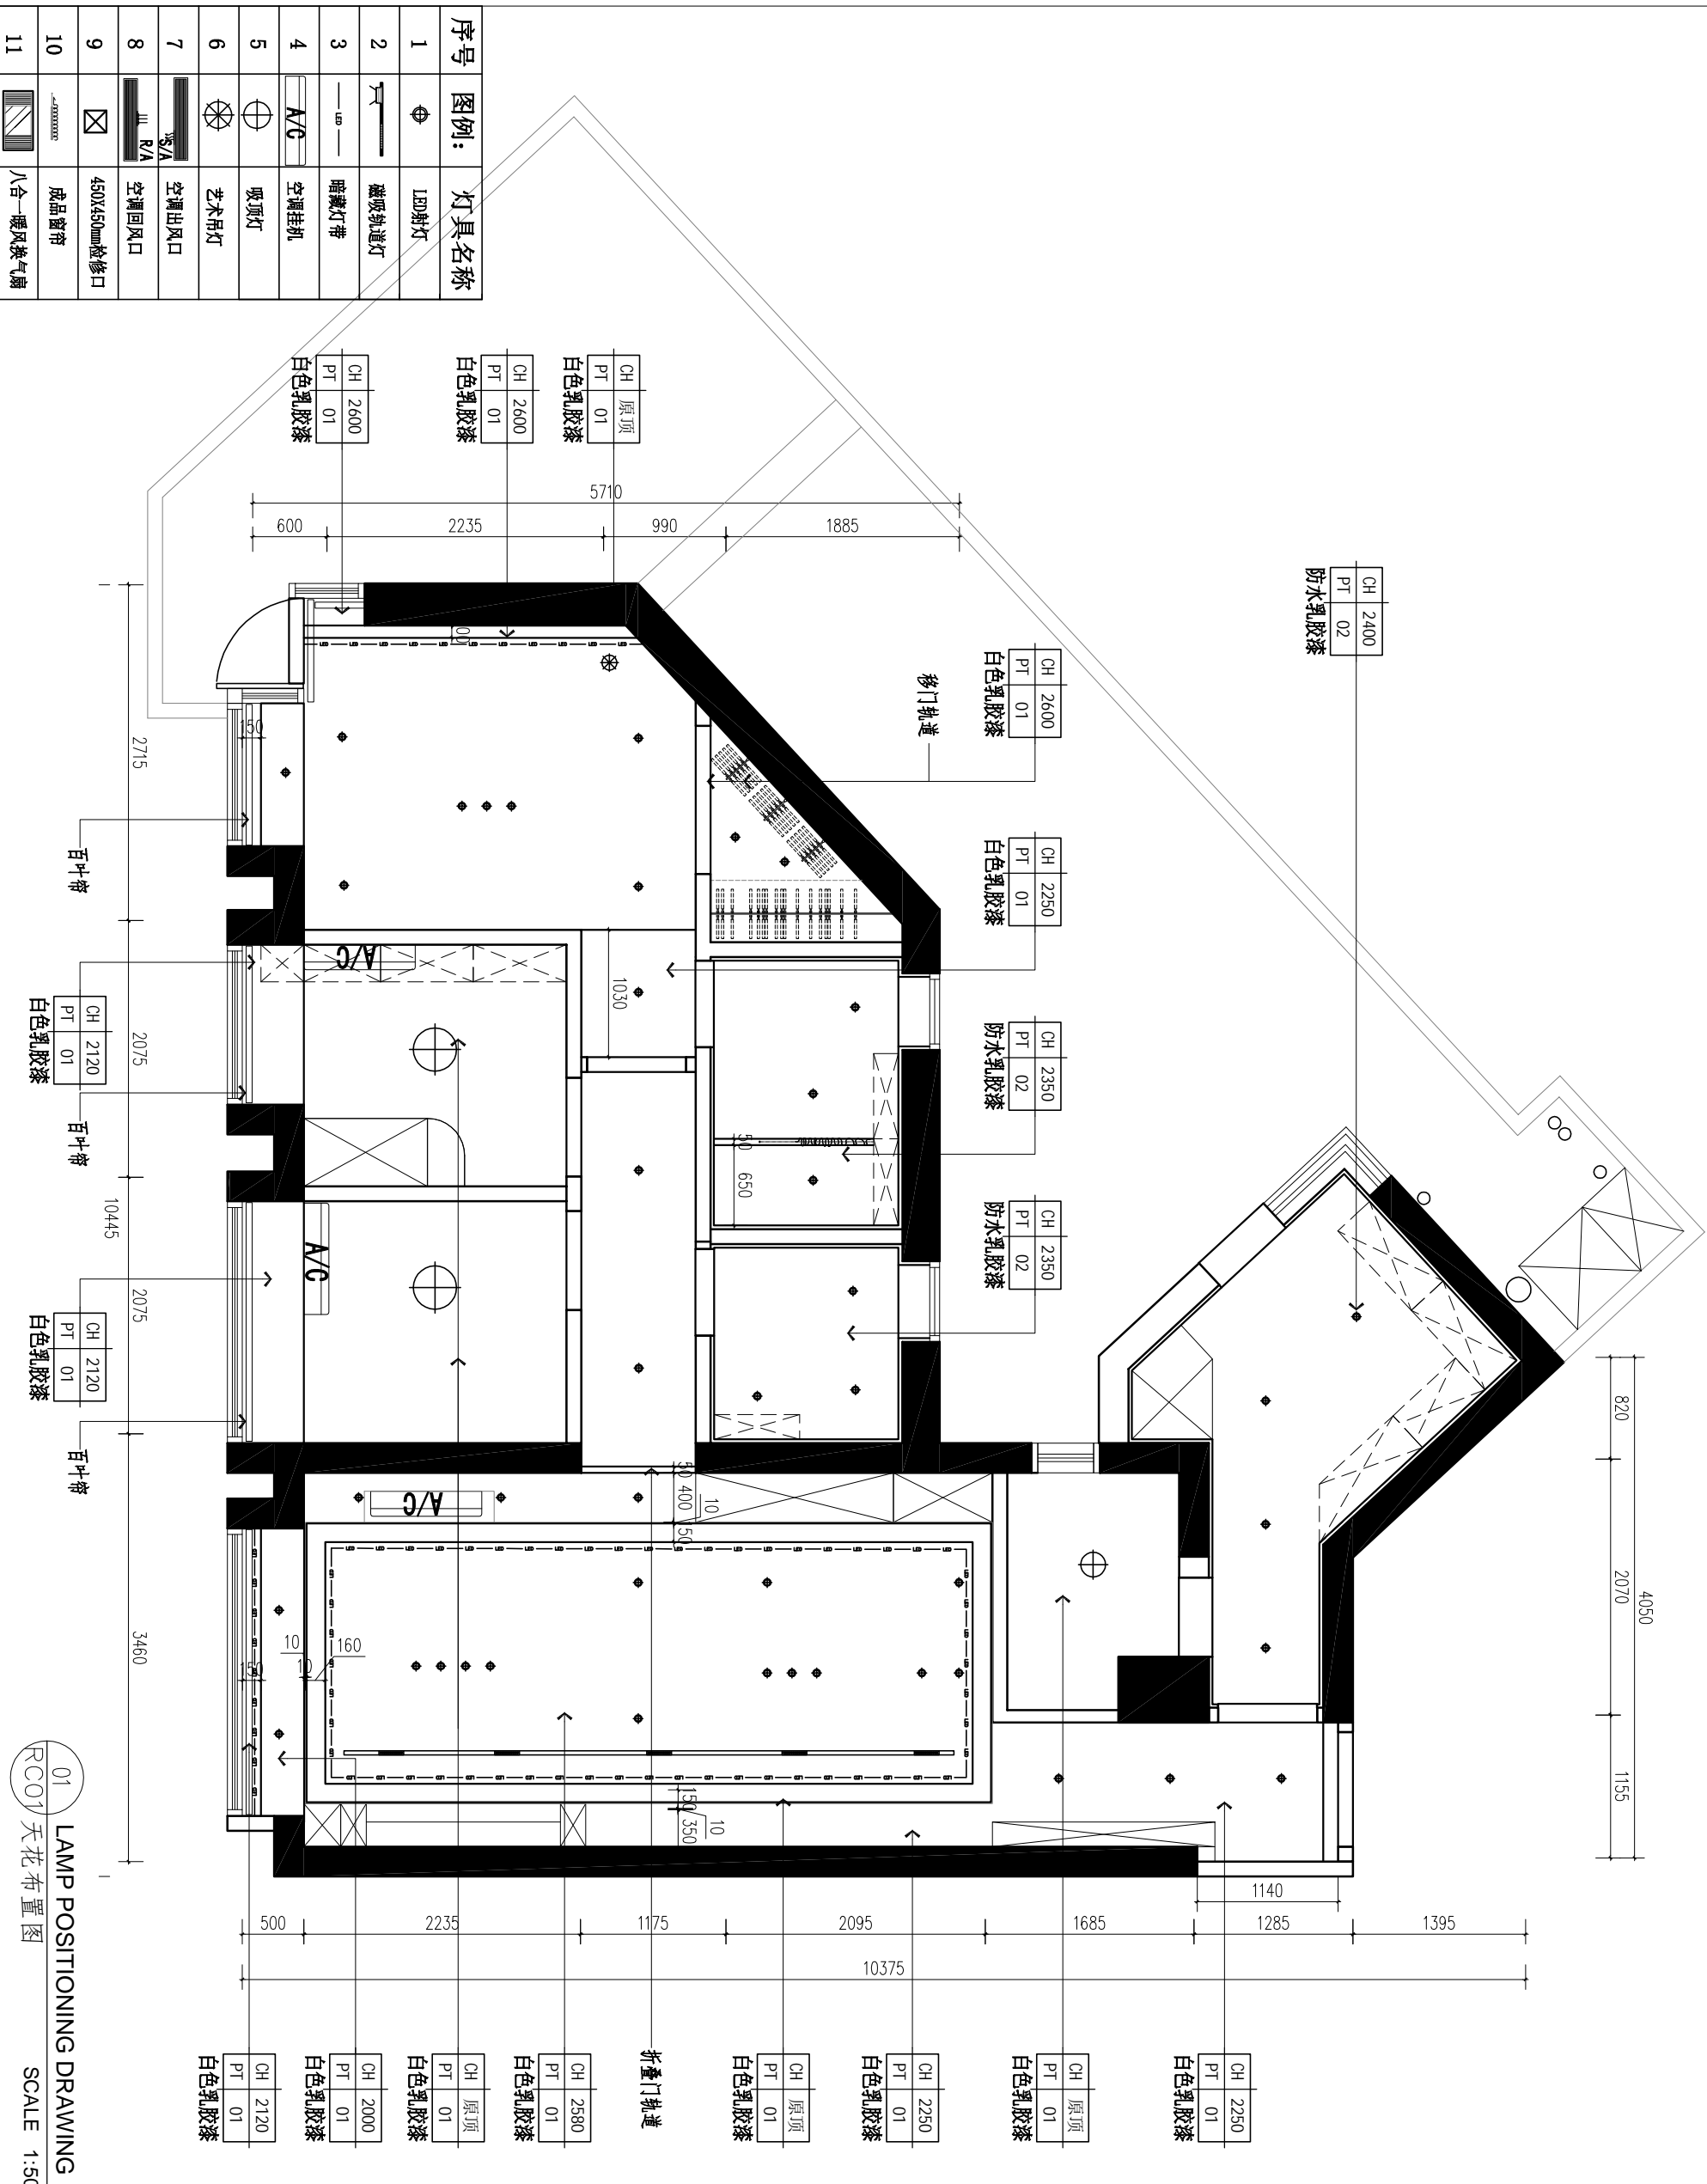 序号 图例: 灯具名称
1 LED射灯
2 磁吸轨道灯
3 LED 暗藏灯带
4 A/C 空调挂机
5 吸顶灯
6 艺术吊灯
7 S/A 空调出风口
8 R/A 空调回风口
9 450X450mm检修口
10 成品窗帘
11 八合一暖风换气扇
CH 2400
PT 02
防水乳胶漆
CH 原顶
PT 01
白色乳胶漆
CH 2600
PT 01
白色乳胶漆
CH 2600
PT 01
白色乳胶漆
CH 2600
PT 01
白色乳胶漆
移门轨道
CH 2250
PT 01
白色乳胶漆
CH 2350
PT 02
防水乳胶漆
CH 2350
PT 02
防水乳胶漆
5710
600
2235
990
1885
820
2070
1155
4050
2715
2075
2075
3460
10445
150
1030
50
650
A/C
A/C
A/C
50
400
10
150
10
160
10
150
150
350
10
百叶帘
CH 2120
PT 01
白色乳胶漆
百叶帘
CH 2120
PT 01
白色乳胶漆
百叶帘
1140
500
2235
1175
2095
1685
1285
1395
10375
CH 2250
PT 01
白色乳胶漆
CH 原顶
PT 01
白色乳胶漆
CH 2250
PT 01
白色乳胶漆
CH 原顶
PT 01
白色乳胶漆
折叠门轨道
CH 2580
PT 01
白色乳胶漆
CH 原顶
PT 01
白色乳胶漆
CH 2000
PT 01
白色乳胶漆
CH 2120
PT 01
白色乳胶漆
01
RC01
LAMP POSITIONING DRAWING
天花布置图
SCALE 1:50